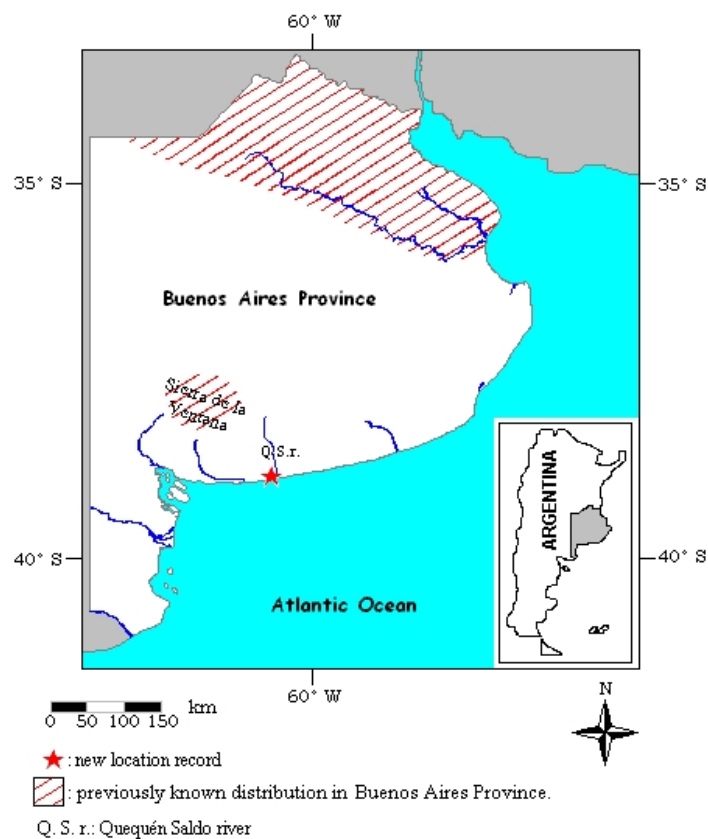 60° W
35° S
35° S
Buenos Aires Province
Sierra de la
Ventana
Q. S. r.
ARGENTINA
40° S
40° S
Atlantic Ocean
60° W
N
0 50 100 150 km
: new location record
: previously known distribution in Buenos Aires Province.
Q. S. r.: Quequén Saldo river